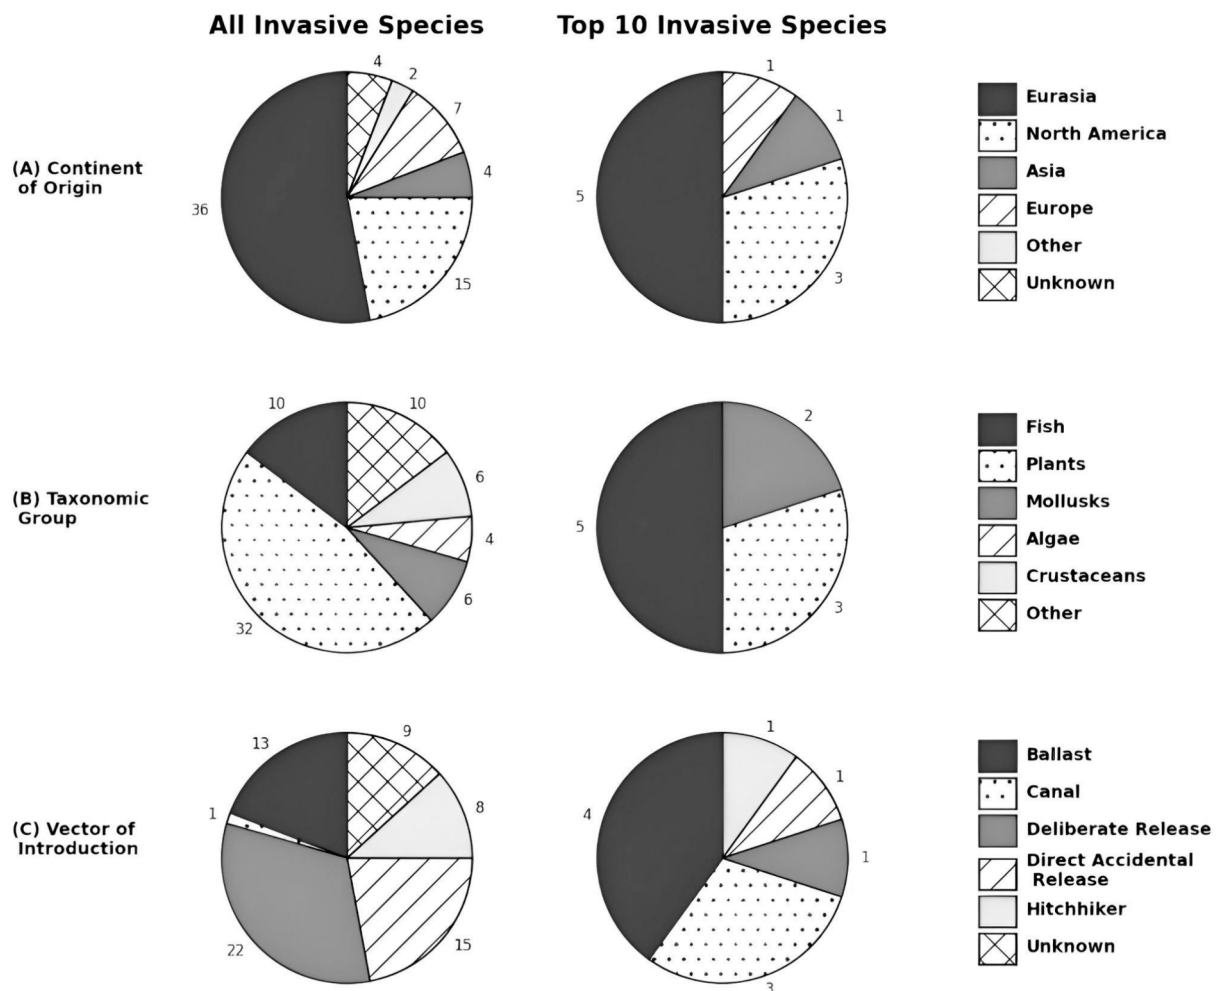 All Invasive Species
Top 10 Invasive Species
(A) Continent
of Origin
4
2
7
4
15
36
1
1
3
5
Eurasia
North America
Asia
Europe
Other
Unknown
(B) Taxonomic
Group
10
10
6
4
6
32
2
3
5
Fish
Plants
Mollusks
Algae
Crustaceans
Other
(C) Vector of
Introduction
13
9
8
15
22
1
1
1
1
3
4
Ballast
Canal
Deliberate Release
Direct Accidental
Release
Hitchhiker
Unknown